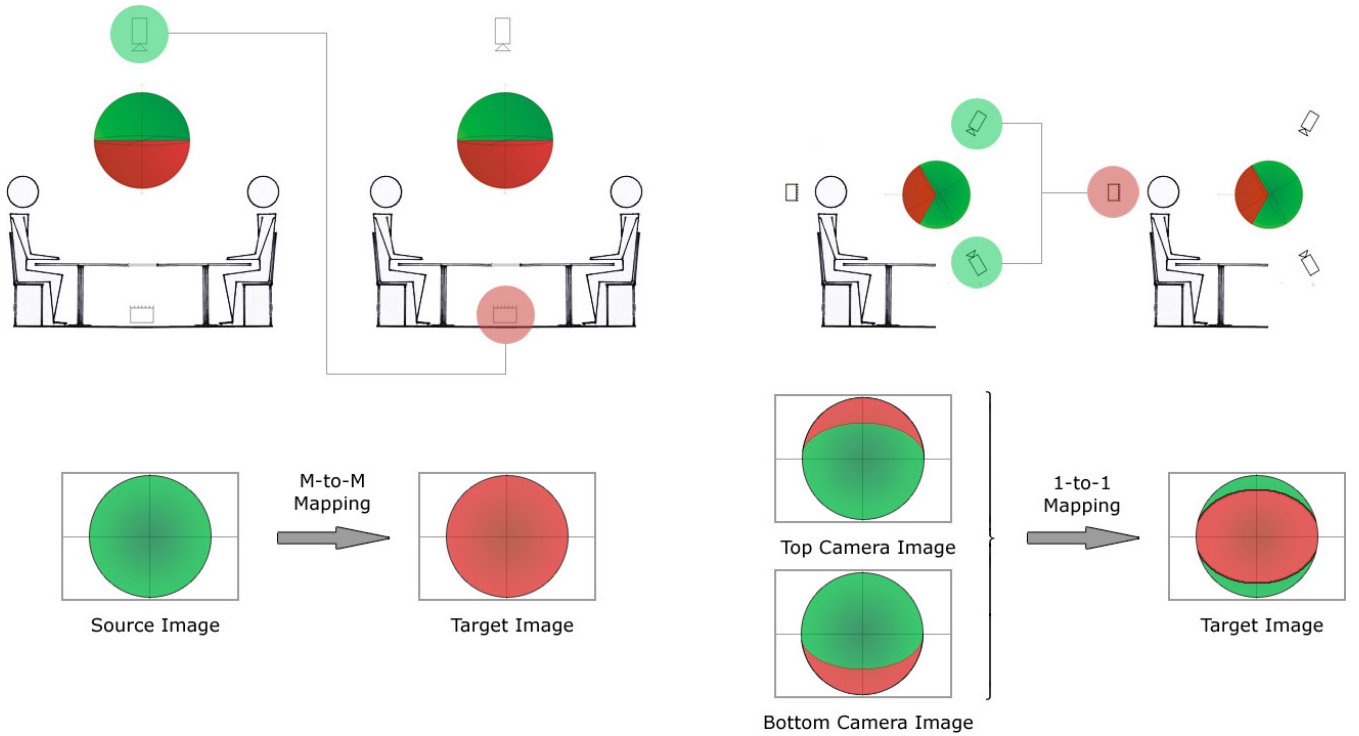 M-to-M
Mapping
Source Image
Target Image
Top Camera Image
Bottom Camera Image
1-to-1
Mapping
Target Image